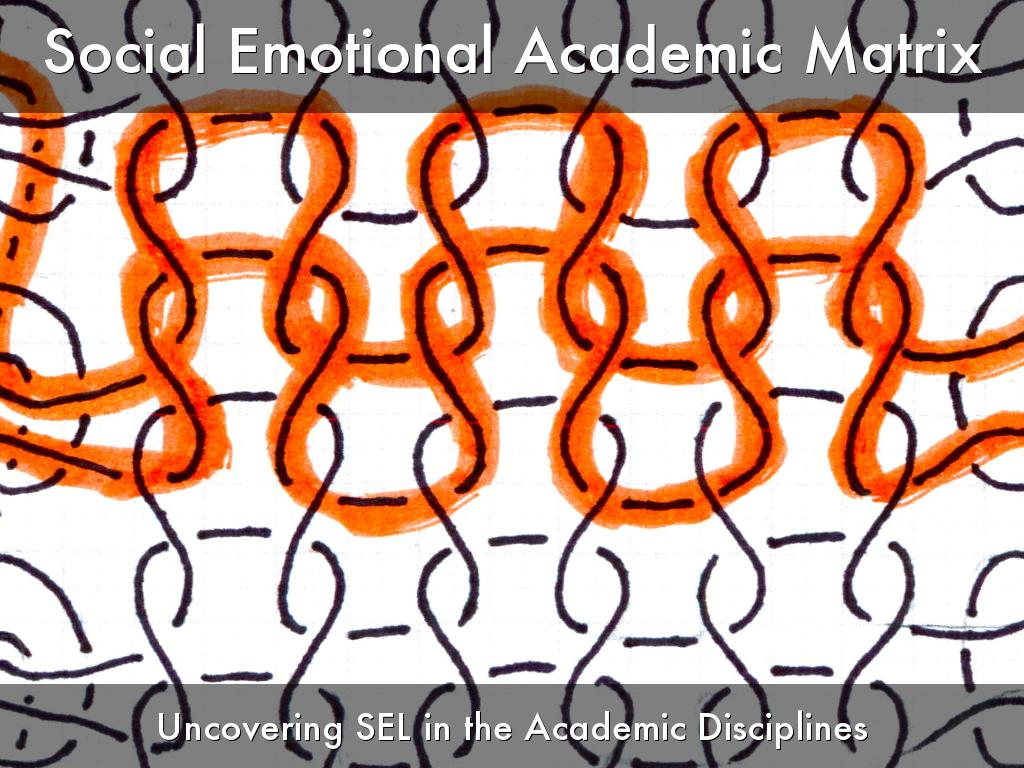 Social Emotional Academic Matrix
Uncovering SEL in the Academic Disciplines